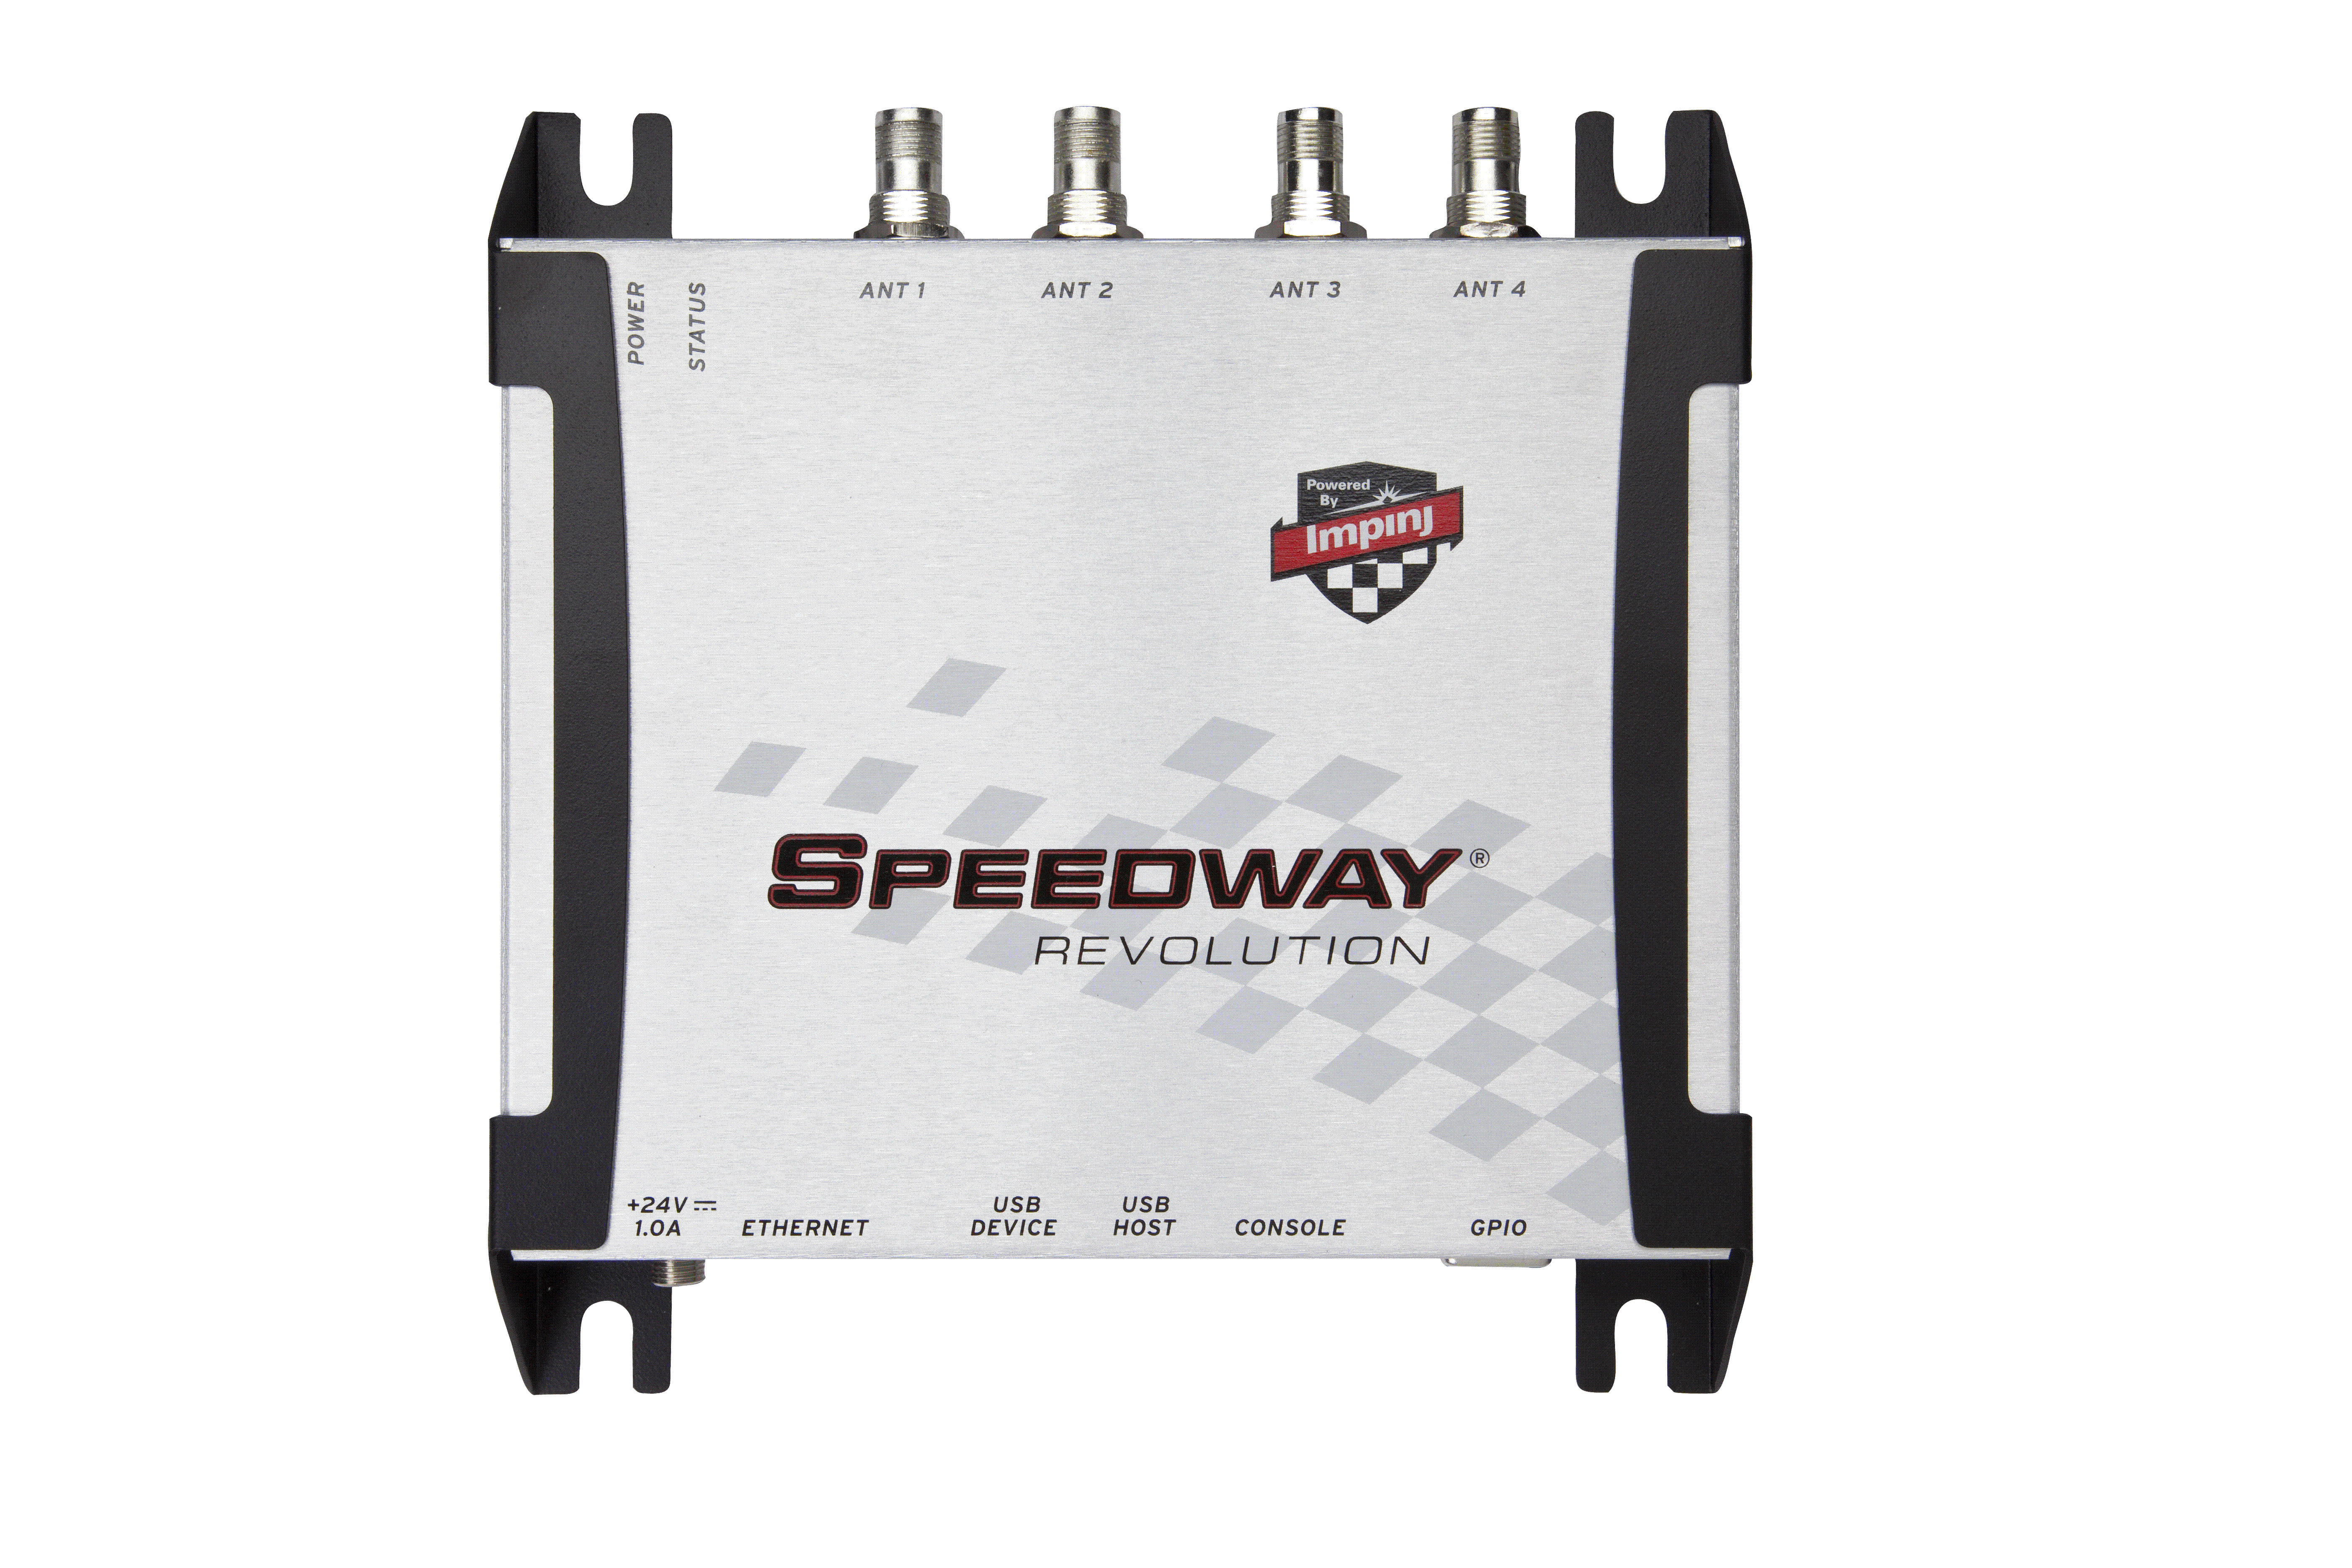 POWER
STATUS
ANT 1
ANT 2
ANT 3
ANT 4
Powered
By
Impinj
SPEEDWAY®
REVOLUTION
+24V ⎓
1.0A
ETHERNET
USB
DEVICE
USB
HOST
CONSOLE
GPIO